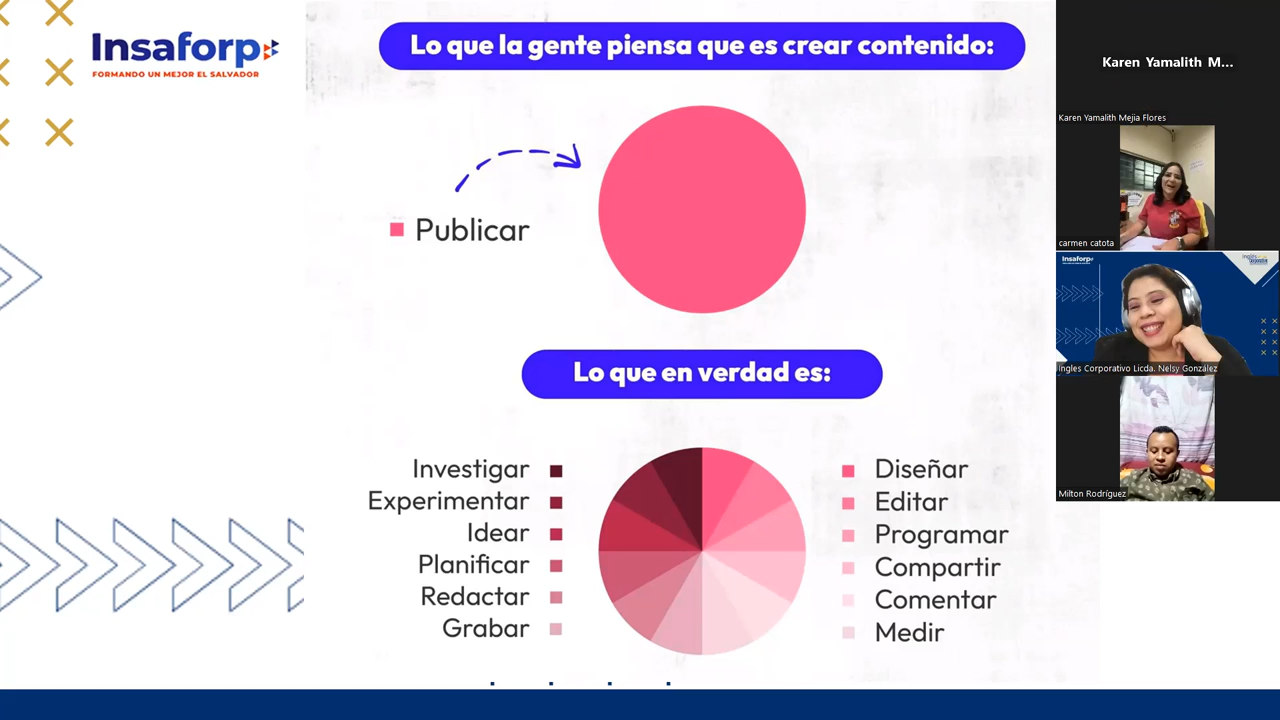 Insaforp
FORMANDO UN MEJOR EL SALVADOR
Lo que la gente piensa que es crear contenido:
Publicar
Lo que en verdad es:
Investigar
Experimentar
Idear
Planificar
Redactar
Grabar
Diseñar
Editar
Programar
Compartir
Comentar
Medir
Karen Yamalith M...
Karen Yamalith Mejia Flores
carmen catota
Insaforp
Ingles Corporativo Licda. Nelsy González
Milton Rodríguez